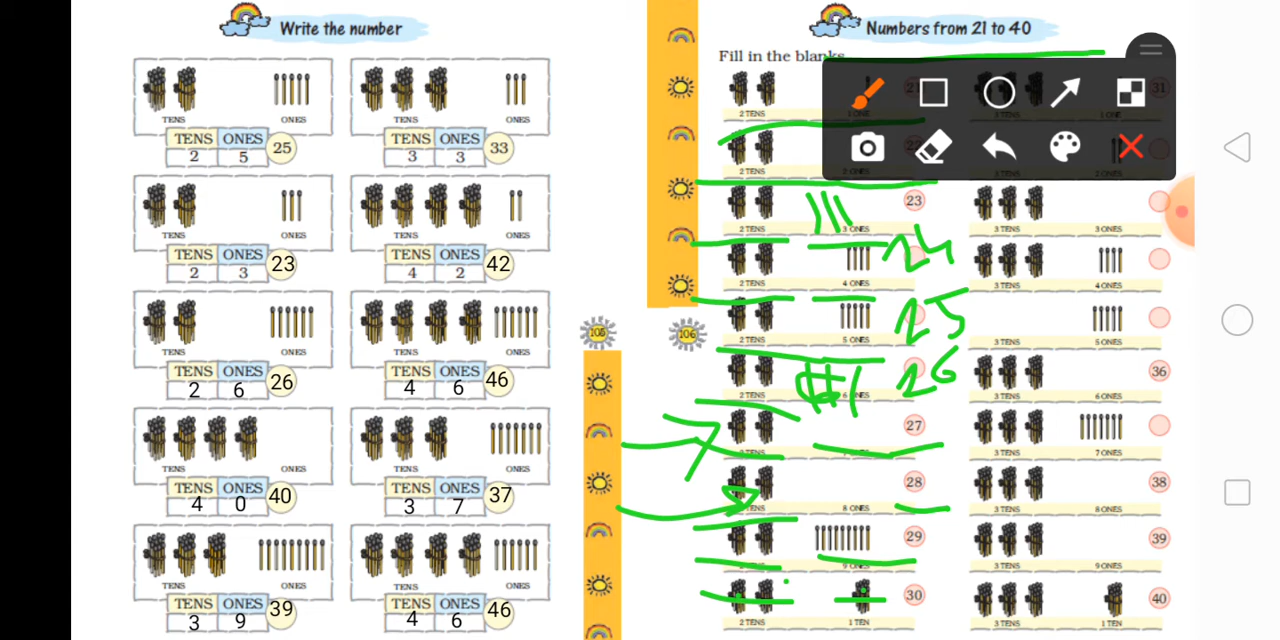 Write the number
TENS ONES
TENS ONES
2 5 25
TENS ONES
TENS ONES
3 3 33
TENS ONES
TENS ONES
2 3 23
TENS ONES
TENS ONES
4 2 42
TENS ONES
TENS ONES
2 6 26
TENS ONES
TENS ONES
4 6 46
TENS ONES
TENS ONES
4 0 40
TENS ONES
TENS ONES
3 7 37
TENS ONES
TENS ONES
3 9 39
TENS ONES
TENS ONES
4 6 46
105
106
Numbers from 21 to 40
Fill in the blanks
2 TENS
2 TENS
2 TENS 3 ONES 23
2 TENS 4 ONES 24
2 TENS 5 ONES 25
2 TENS 6 ONES 26
2 TENS 27
TENS 8 ONES 28
9 ONES 29
2 TENS 1 TEN 30
31
3 TENS 3 ONES
3 TENS 4 ONES
3 TENS 5 ONES
3 TENS 6 ONES 36
3 TENS 7 ONES
3 TENS 8 ONES 38
3 TENS 9 ONES 39
3 TENS 1 TEN 40